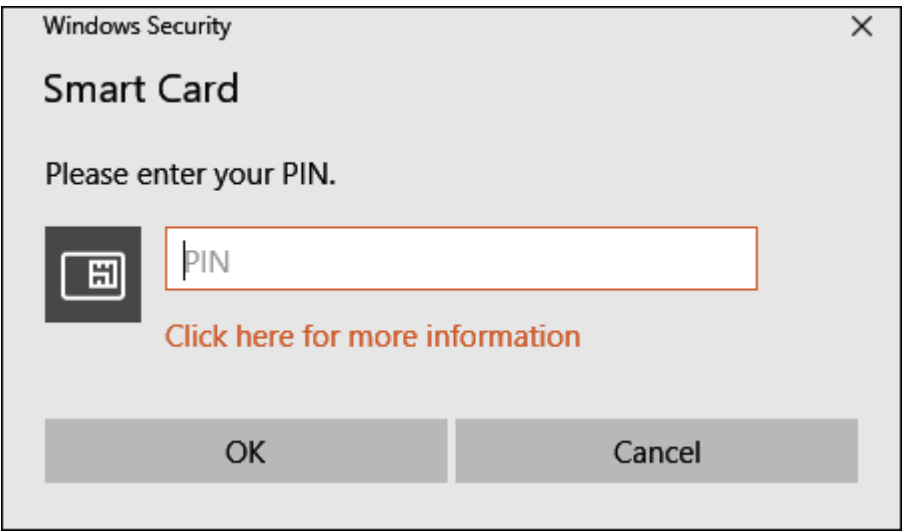 Windows Security
Smart Card
Please enter your PIN.
PIN
Click here for more information
OK
Cancel